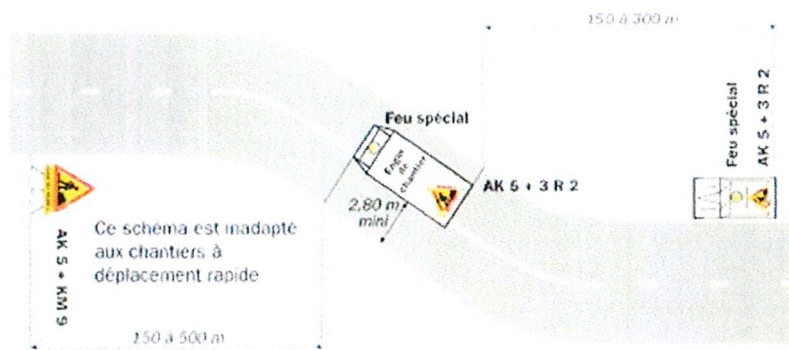 150 à 300 m
Feu spécial
Engin
de
chantier
AK 5 + 3 R 2
2,80 m
mini
Feu spécial
AK 5 + 3 R 2
AK 5 + KM 9
Ce schéma est inadapté
aux chantiers à
déplacement rapide
150 à 500 m